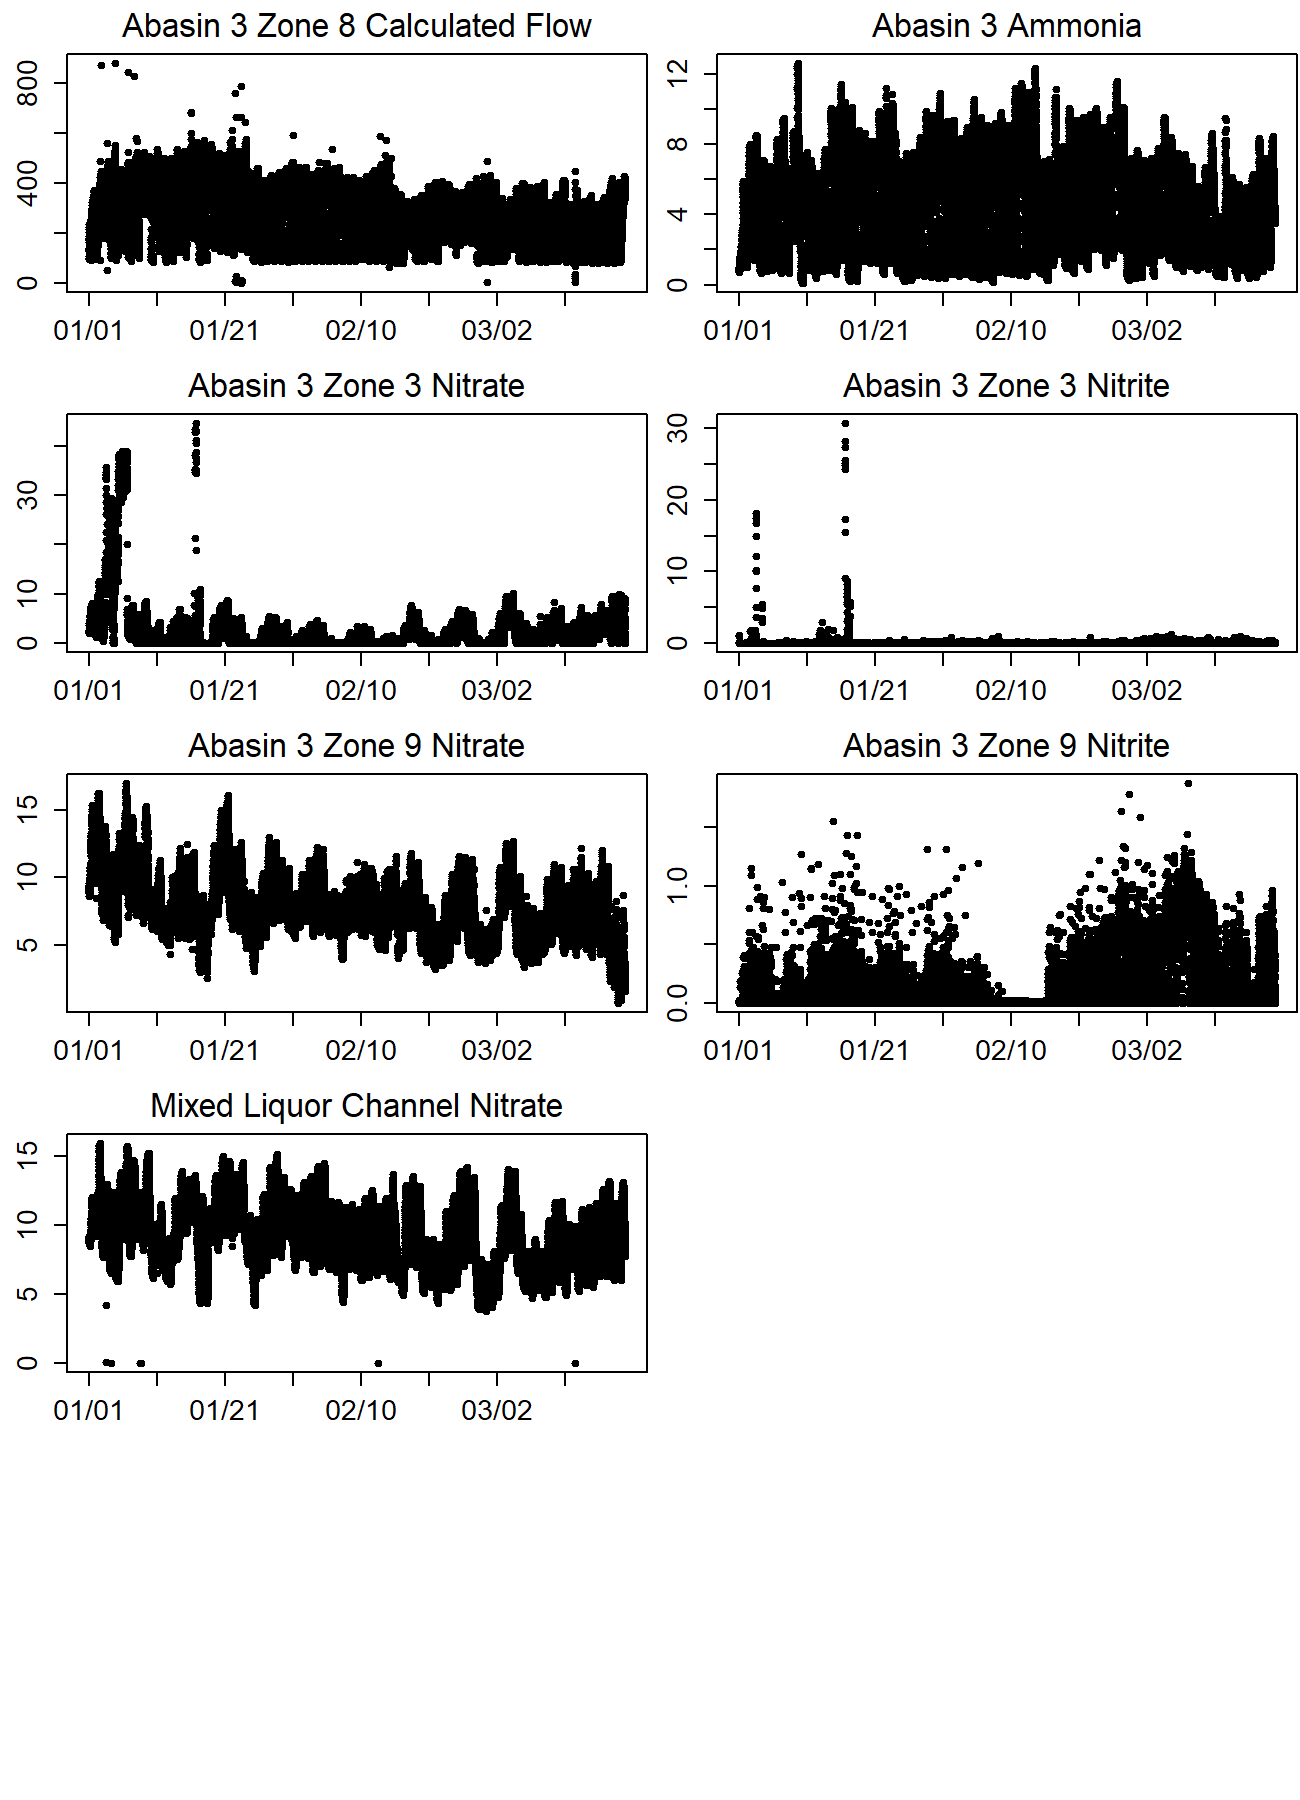 Abasin 3 Zone 8 Calculated Flow
800
400
0
01/01 01/21 02/10 03/02
Abasin 3 Ammonia
12
8
4
0
01/01 01/21 02/10 03/02
Abasin 3 Zone 3 Nitrate
30
10
0
01/01 01/21 02/10 03/02
Abasin 3 Zone 3 Nitrite
30
20
10
0
01/01 01/21 02/10 03/02
Abasin 3 Zone 9 Nitrate
15
10
5
01/01 01/21 02/10 03/02
Abasin 3 Zone 9 Nitrite
1.0
0.0
01/01 01/21 02/10 03/02
Mixed Liquor Channel Nitrate
15
10
5
0
01/01 01/21 02/10 03/02